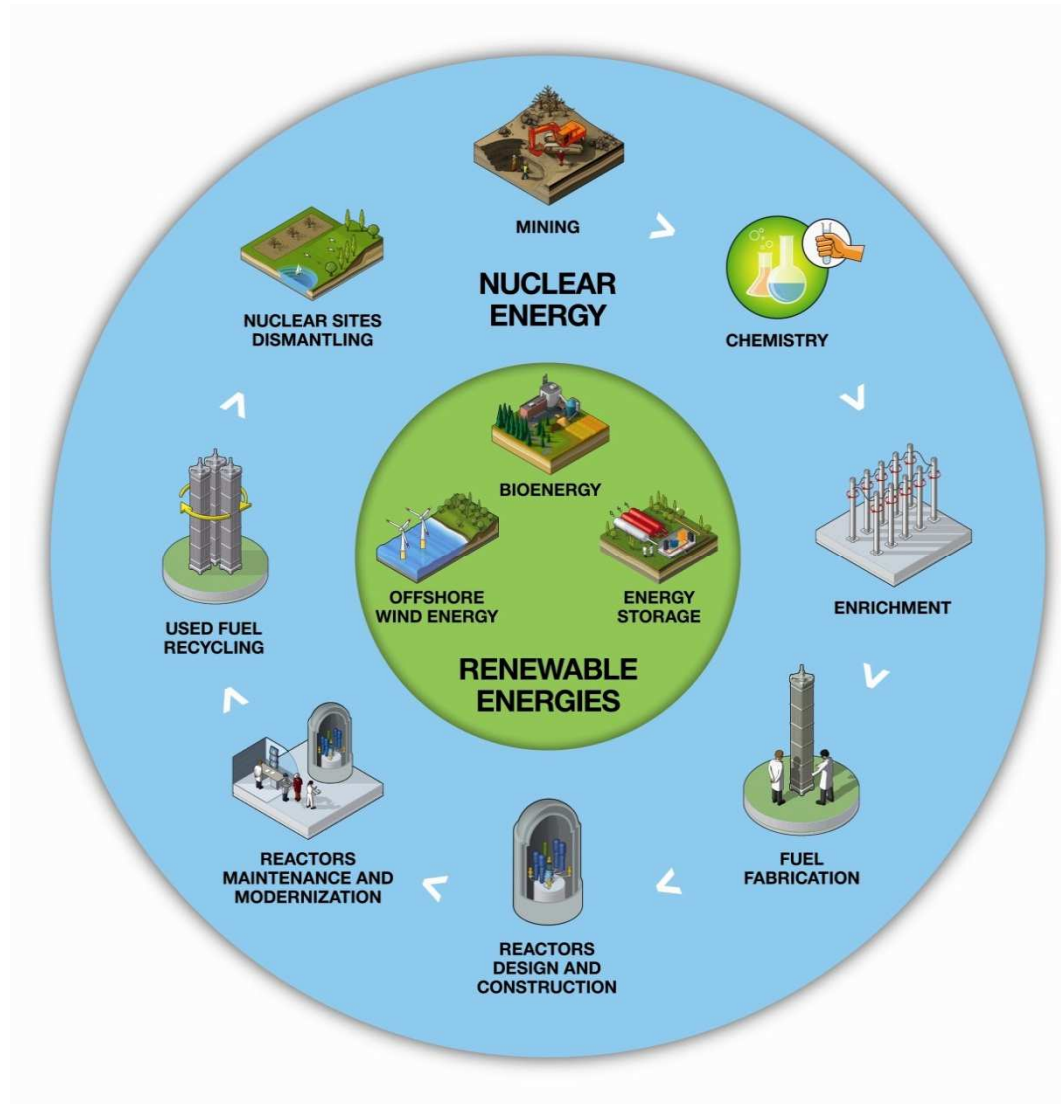 MINING
NUCLEAR
ENERGY
CHEMISTRY
ENRICHMENT
FUEL
FABRICATION
REACTORS
DESIGN AND
CONSTRUCTION
REACTORS
MAINTENANCE AND
MODERNIZATION
USED FUEL
RECYCLING
NUCLEAR SITES
DISMANTLING
BIOENERGY
OFFSHORE
WIND ENERGY
ENERGY
STORAGE
RENEWABLE
ENERGIES